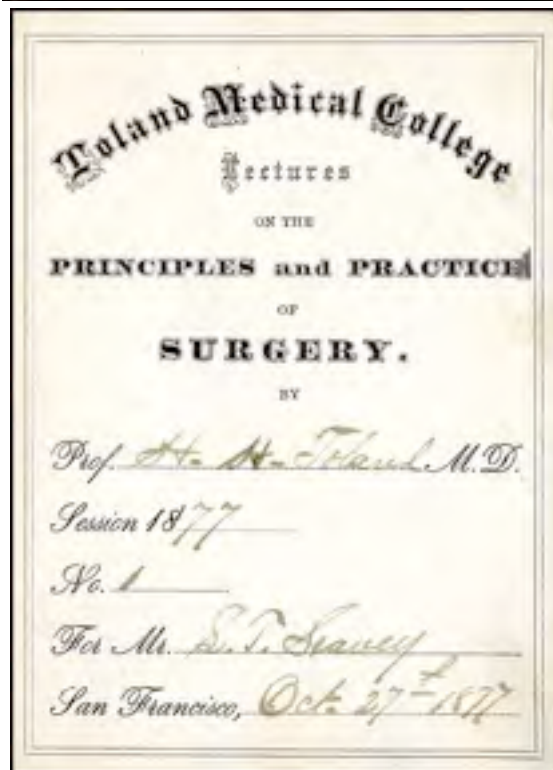 Toland Medical College
Lectures
ON THE
PRINCIPLES and PRACTICE
OF
SURGERY.
BY
Prof. H. H. Toland M.D.
Session 1877
No. 1
For Mr. S. T. Seavey
San Francisco, Oct. 27th 1877